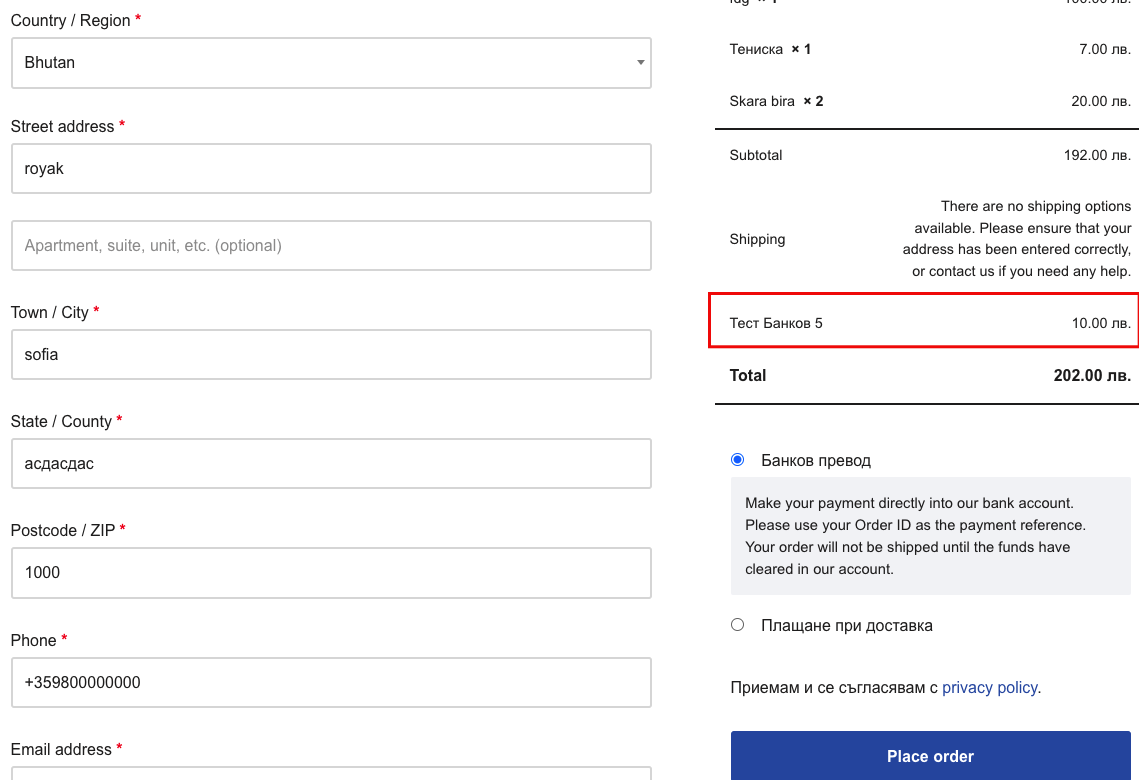 Country / Region *
Bhutan
Street address *
royak
Apartment, suite, unit, etc. (optional)
Town / City *
sofia
State / County *
асдасдас
Postcode / ZIP *
1000
Phone *
+359800000000
Email address *
Тениска × 1 7.00 лв.
Skara bira × 2 20.00 лв.
Subtotal 192.00 лв.
Shipping
There are no shipping options
available. Please ensure that your
address has been entered correctly,
or contact us if you need any help.
Тест Банков 5 10.00 лв.
Total 202.00 лв.
Банков превод
Make your payment directly into our bank account.
Please use your Order ID as the payment reference.
Your order will not be shipped until the funds have
cleared in our account.
Плащане при доставка
Приемам и се съгласявам с privacy policy.
Place order